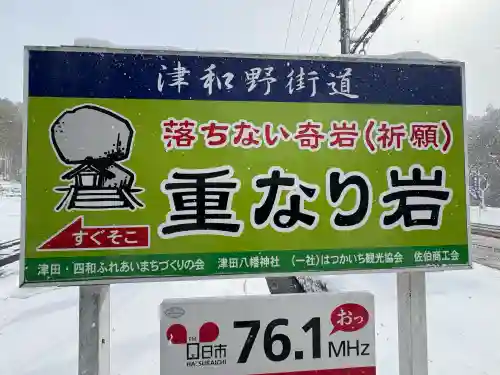 津和野街道
落ちない奇岩(祈願)
重なり岩
すぐそこ
津田・四和ふれあいまちづくりの会 津田八幡神社 (一社)はつかいち観光協会 佐伯商工会
FM
廿日市
HATSUKAICHI
76.1MHz
おっ